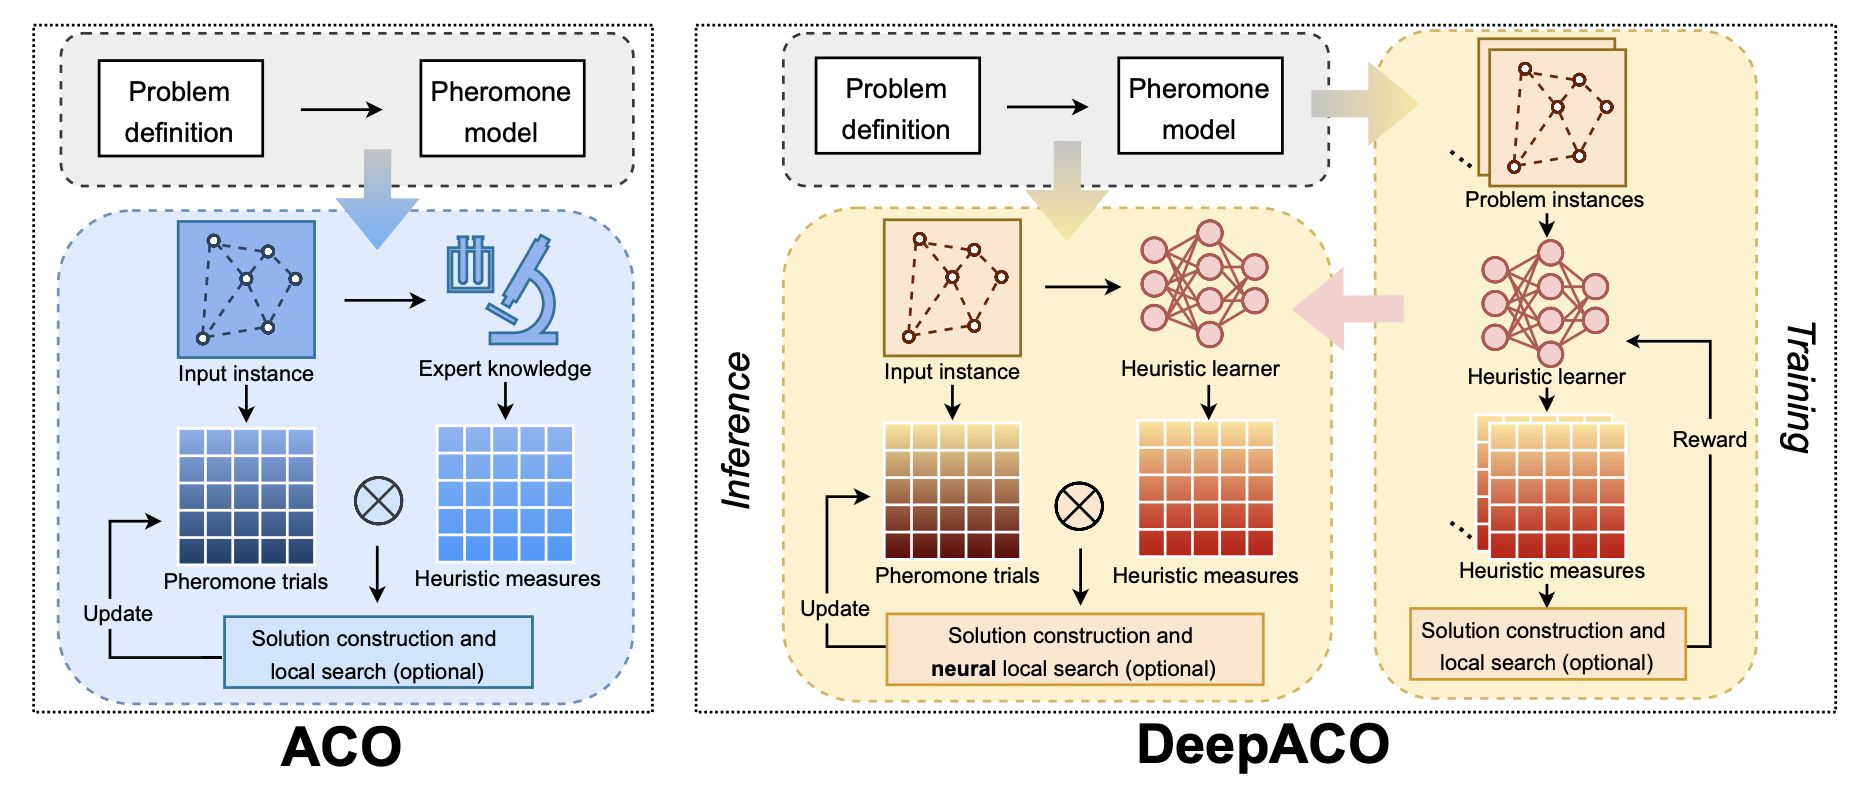 Problem
definition
Pheromone
model
Input instance
Expert knowledge
Pheromone trials
Heuristic measures
Update
Solution construction and
local search (optional)
ACO
Problem
definition
Pheromone
model
Inference
Input instance
Heuristic learner
Pheromone trials
Heuristic measures
Update
Solution construction and
neural local search (optional)
Problem instances
Heuristic learner
Reward
Heuristic measures
Solution construction and
local search (optional)
Training
DeepACO